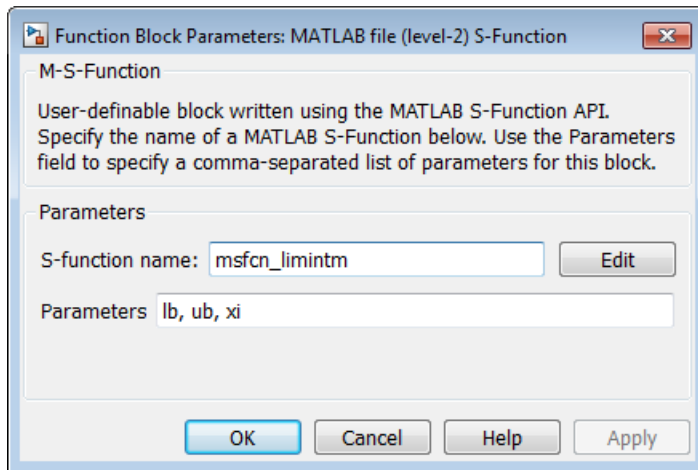 Function Block Parameters: MATLAB file (level-2) S-Function
M-S-Function
User-definable block written using the MATLAB S-Function API.
Specify the name of a MATLAB S-Function below. Use the Parameters
field to specify a comma-separated list of parameters for this block.
Parameters
S-function name: msfcn_limintm Edit
Parameters lb, ub, xi
OK Cancel Help Apply